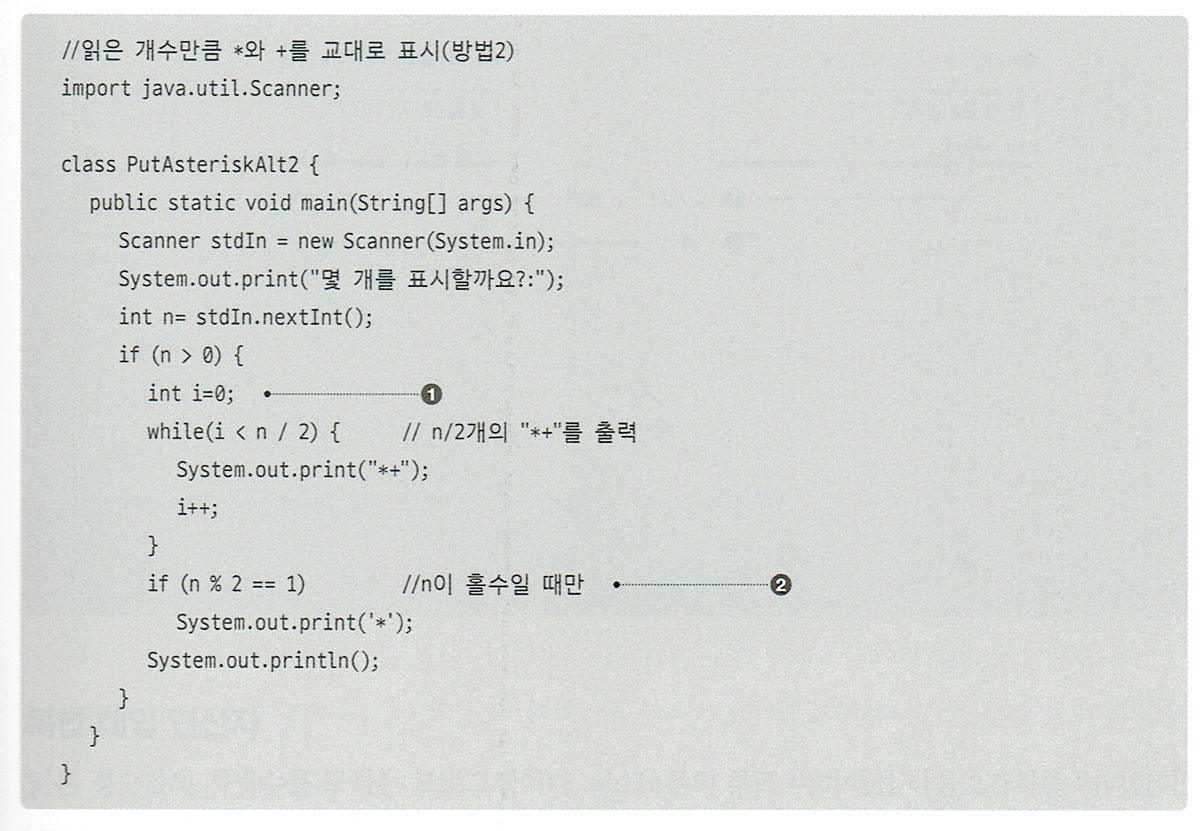 //읽은 개수만큼 *와 +를 교대로 표시(방법2)
import java.util.Scanner;
class PutAsteriskAlt2 {
public static void main(String[] args) {
Scanner stdIn = new Scanner(System.in);
System.out.print("몇 개를 표시할까요?:");
int n= stdIn.nextInt();
if (n > 0) {
int i=0; ❶
while(i < n / 2) { // n/2개의 "*+"를 출력
System.out.print("*+");
i++;
}
if (n % 2 == 1) //n이 홀수일 때만 ❷
System.out.print('*');
System.out.println();
}
}
}